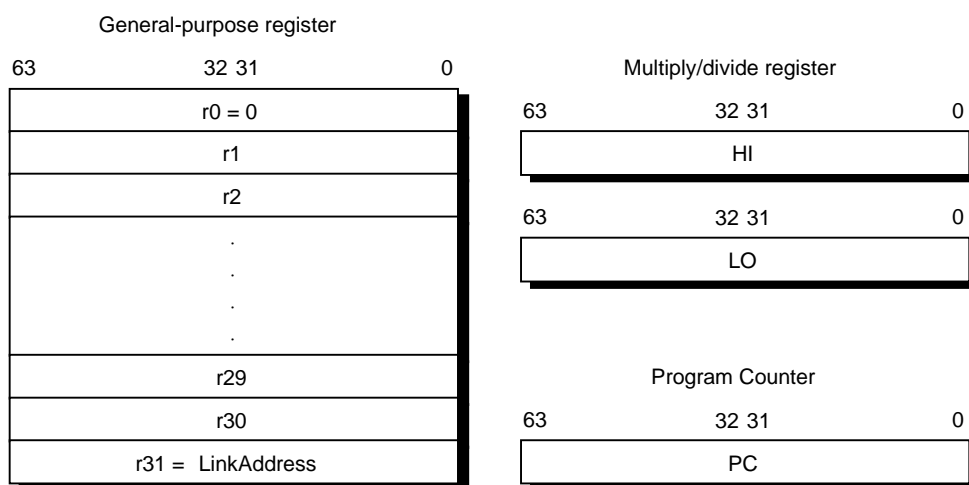 General-purpose register
63 32 31 0
r0 = 0
r1
r2
.
.
.
.
r29
r30
r31 = LinkAddress
Multiply/divide register
63 32 31 0
HI
63 32 31 0
LO
Program Counter
63 32 31 0
PC